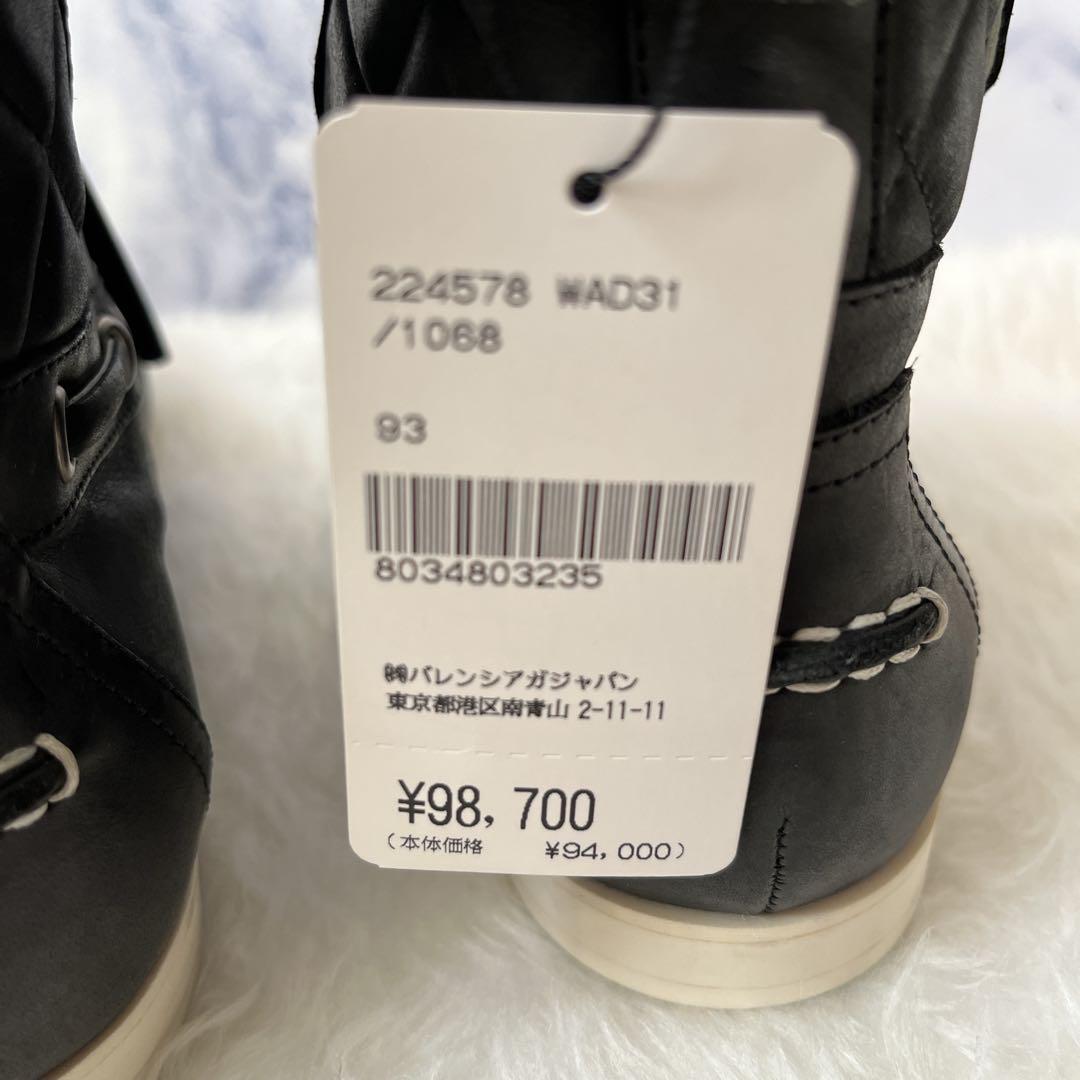 224578 WAD31
/1068
93
8034803235
㈱バレンシアガジャパン
東京都港区南青山 2-11-11
¥98,700
(本体価格 ¥94,000)